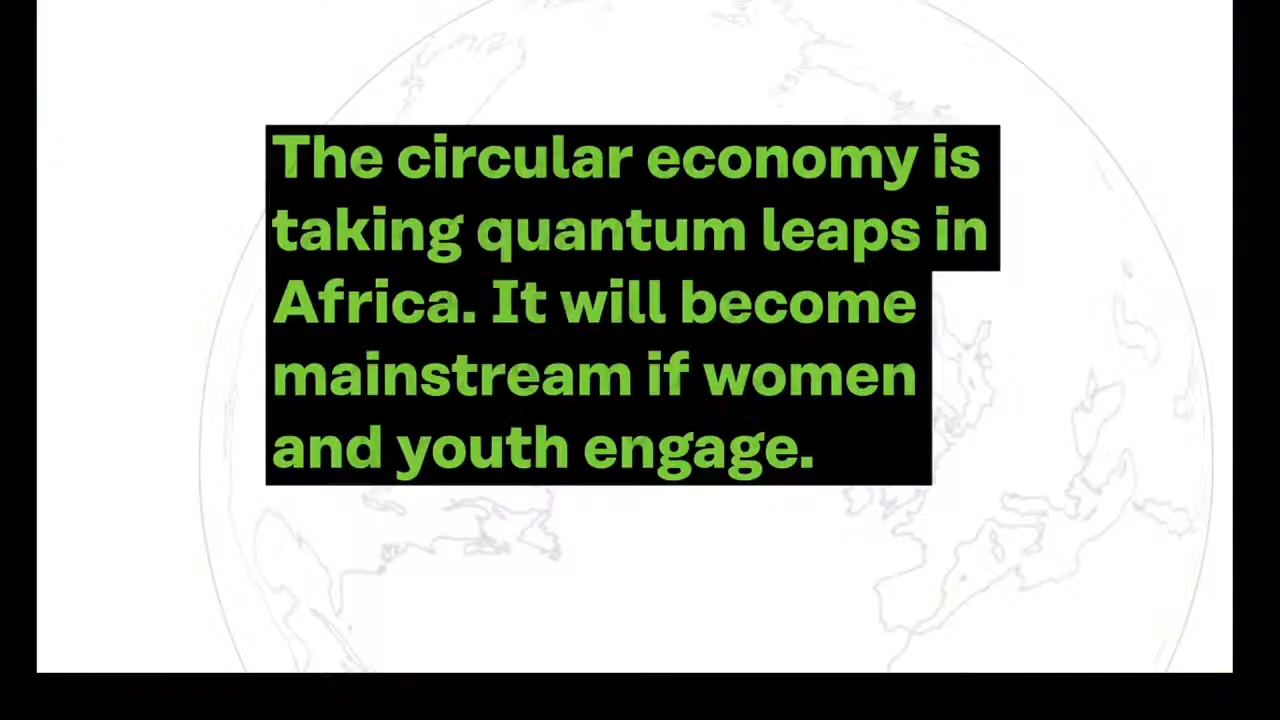 The circular economy is
taking quantum leaps in
Africa. It will become
mainstream if women
and youth engage.